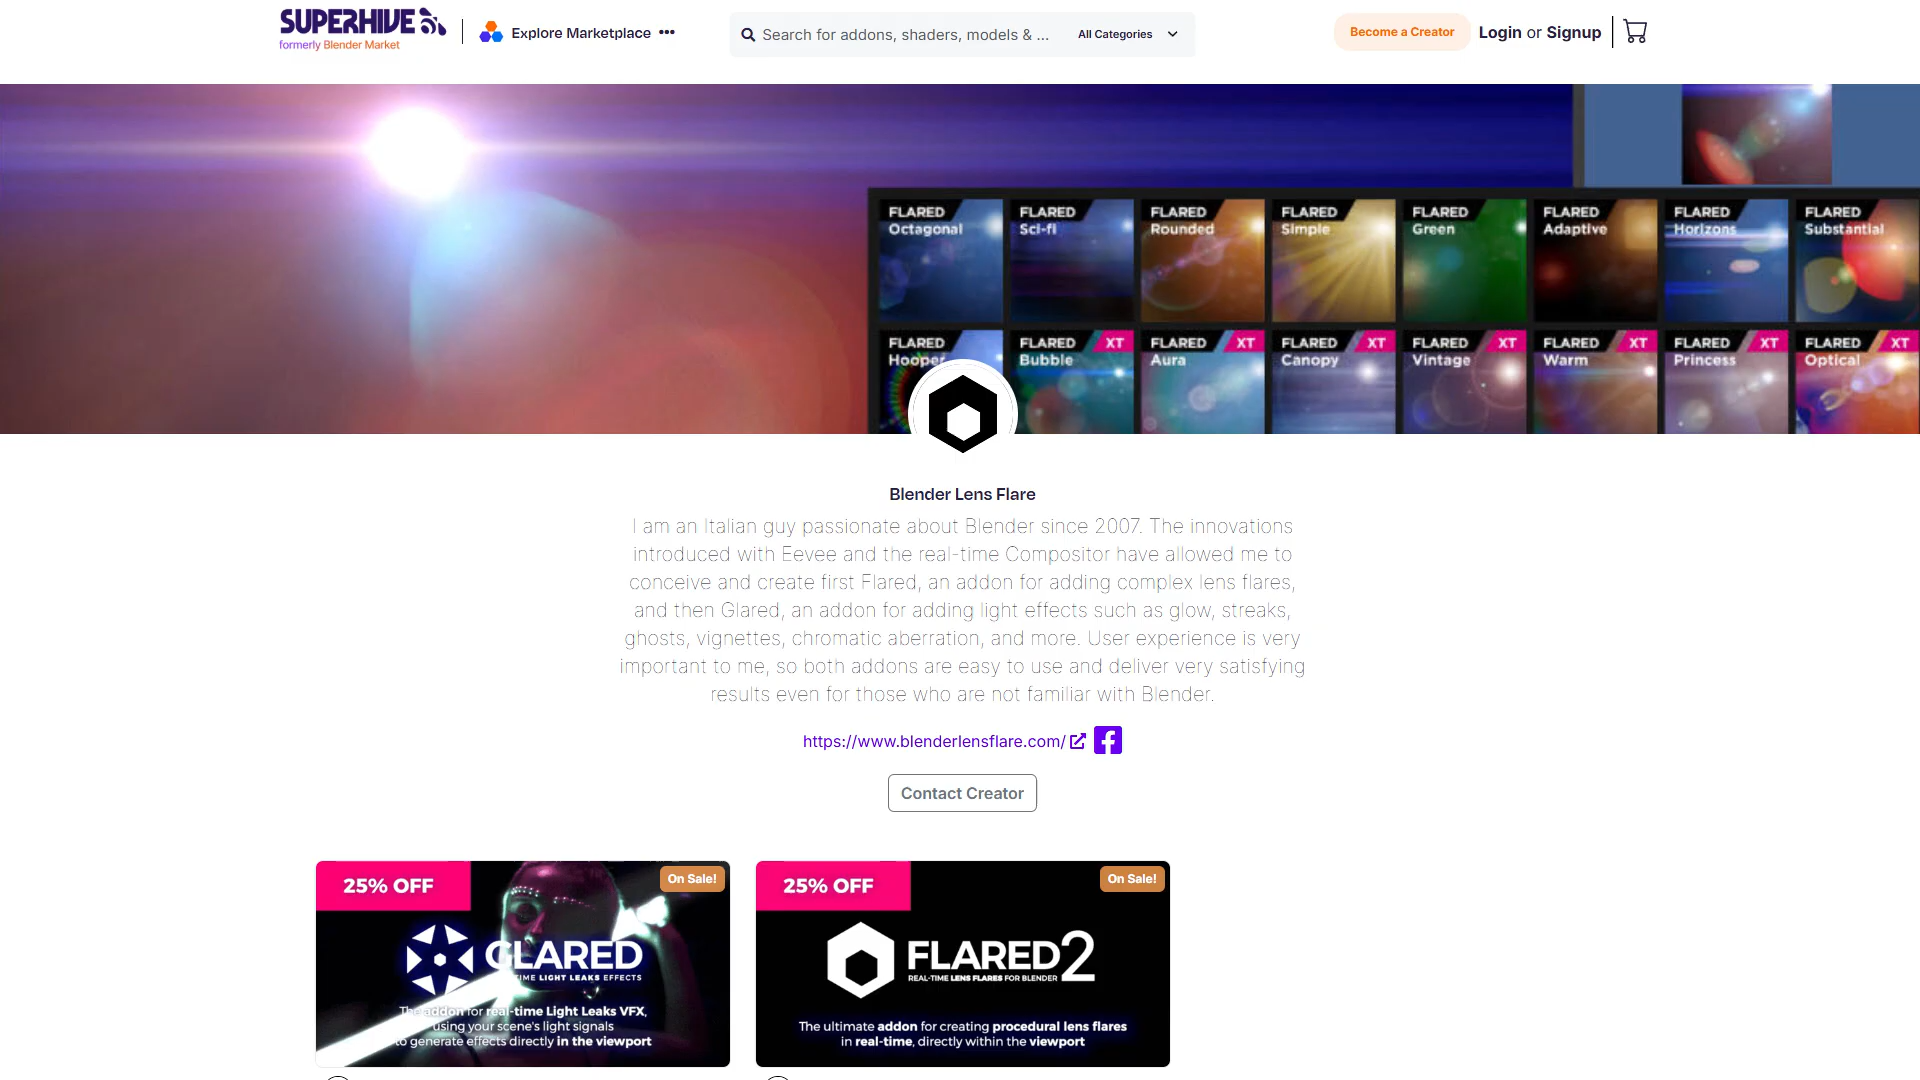 SUPERHIVE
formerly Blender Market
Explore Marketplace •••
Search for addons, shaders, models & ...
All Categories
Become a Creator
Login or Signup
FLARED Octagonal
FLARED Sci-fi
FLARED Rounded
FLARED Simple
FLARED Green
FLARED Adaptive
FLARED Horizons
FLARED Substantial
FLARED Hooper
FLARED Bubble XT
FLARED Aura XT
FLARED Canopy XT
FLARED Vintage XT
FLARED Warm XT
FLARED Princess XT
FLARED Optical XT
Blender Lens Flare
I am an Italian guy passionate about Blender since 2007. The innovations
introduced with Eevee and the real-time Compositor have allowed me to
conceive and create first Flared, an addon for adding complex lens flares,
and then Glared, an addon for adding light effects such as glow, streaks,
ghosts, vignettes, chromatic aberration, and more. User experience is very
important to me, so both addons are easy to use and deliver very satisfying
results even for those who are not familiar with Blender.
https://www.blenderlensflare.com/
Contact Creator
25% OFF
On Sale!
GLARED
TIME LIGHT LEAKS EFFECTS
The addon for real-time Light Leaks VFX,
using your scene's light signals
to generate effects directly in the viewport
25% OFF
On Sale!
FLARED2
REAL-TIME LENS FLARES FOR BLENDER
The ultimate addon for creating procedural lens flares
in real-time, directly within the viewport